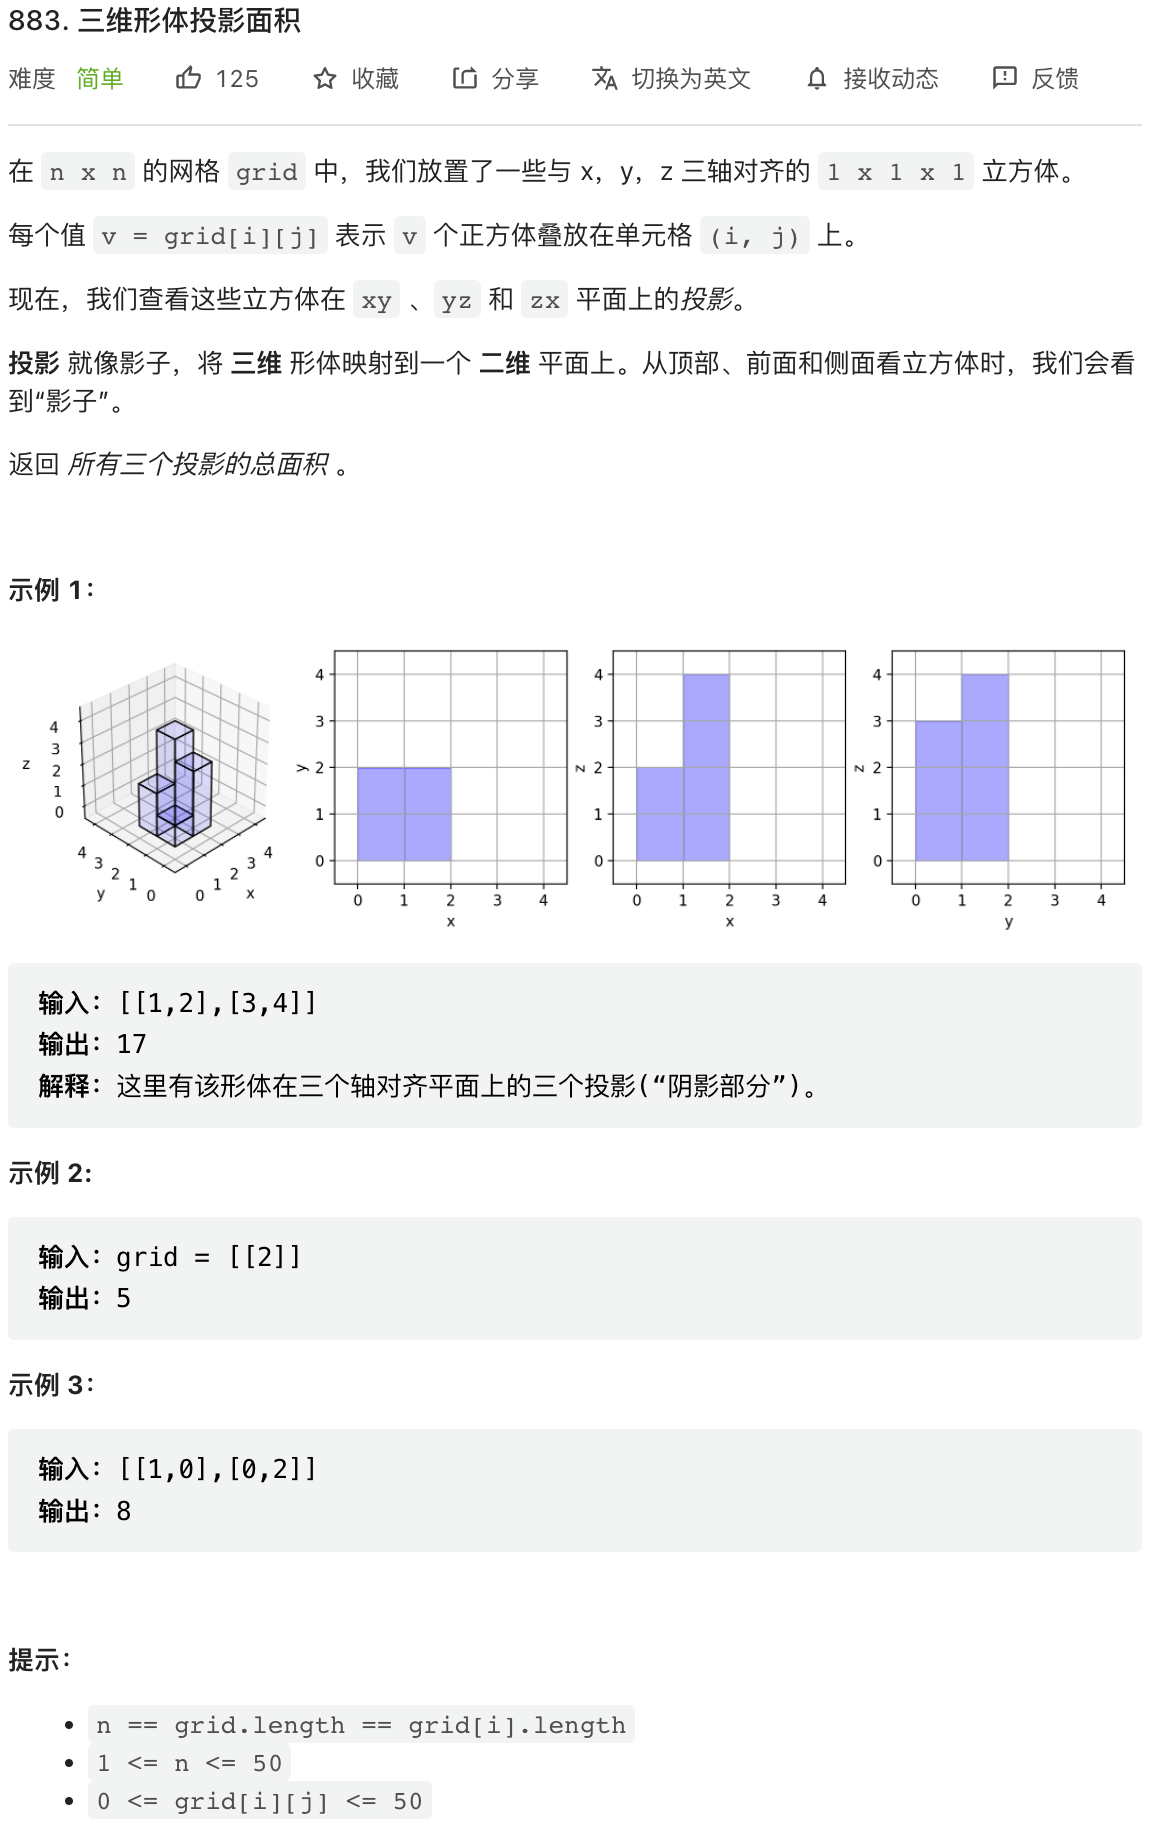 883. 三维形体投影面积
难度 简单 125 收藏 分享 切换为英文 接收动态 反馈
在 n x n 的网格 grid 中，我们放置了一些与 x，y，z 三轴对齐的 1 x 1 x 1 立方体。
每个值 v = grid[i][j] 表示 v 个正方体叠放在单元格 (i, j) 上。
现在，我们查看这些立方体在 xy 、yz 和 zx 平面上的投影。
投影 就像影子，将 三维 形体映射到一个 二维 平面上。从顶部、前面和侧面看立方体时，我们会看
到“影子”。
返回 所有三个投影的总面积 。
示例 1：
z
4
3
2
1
0
4 3 2 1 0
y
0 1 2 3 4
x
y
4
3
2
1
0
0 1 2 3 4
x
z
4
3
2
1
0
0 1 2 3 4
x
z
4
3
2
1
0
0 1 2 3 4
y
输入：[[1,2],[3,4]]
输出：17
解释：这里有该形体在三个轴对齐平面上的三个投影(“阴影部分”)。
示例 2:
输入：grid = [[2]]
输出：5
示例 3：
输入：[[1,0],[0,2]]
输出：8
提示：
• n == grid.length == grid[i].length
• 1 <= n <= 50
• 0 <= grid[i][j] <= 50